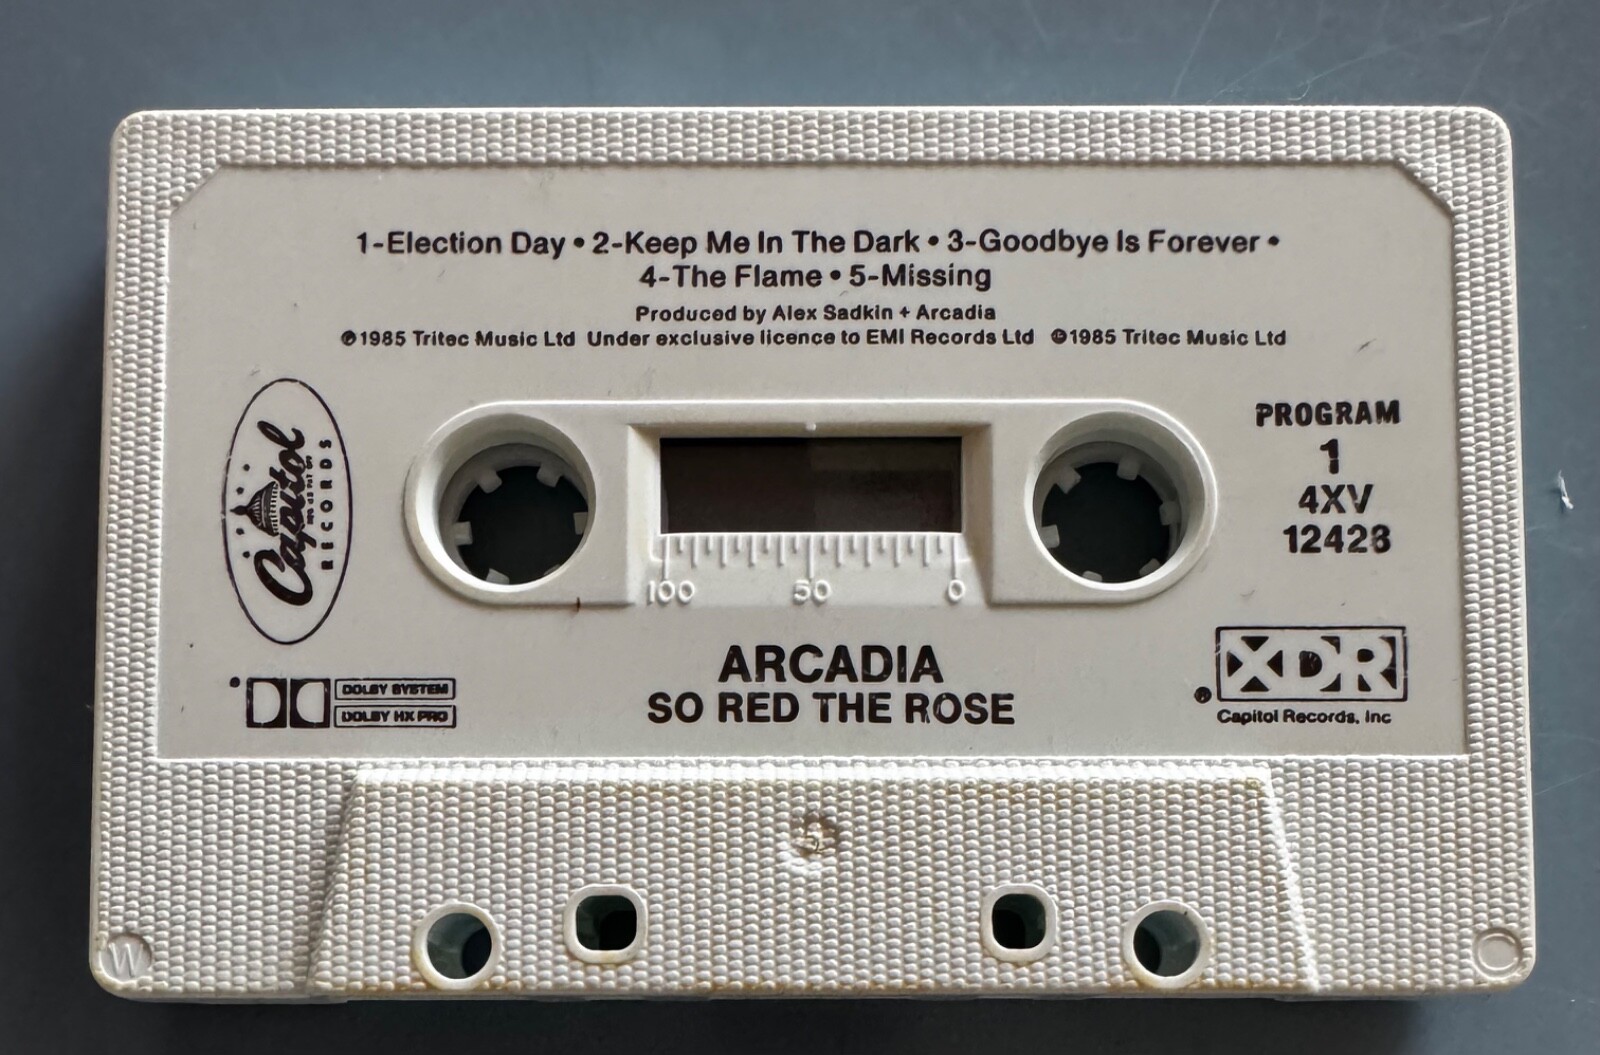 1-Election Day • 2-Keep Me In The Dark • 3-Goodbye Is Forever •
4-The Flame • 5-Missing
Produced by Alex Sadkin + Arcadia
℗1985 Tritec Music Ltd Under exclusive licence to EMI Records Ltd ©1985 Tritec Music Ltd
Capitol
RECORDS
PROGRAM
1
4XV
12428
100 50 0
ARCADIA
SO RED THE ROSE
DOLBY SYSTEM
DOLBY HX PRO
XDR
Capitol Records, Inc
W
C